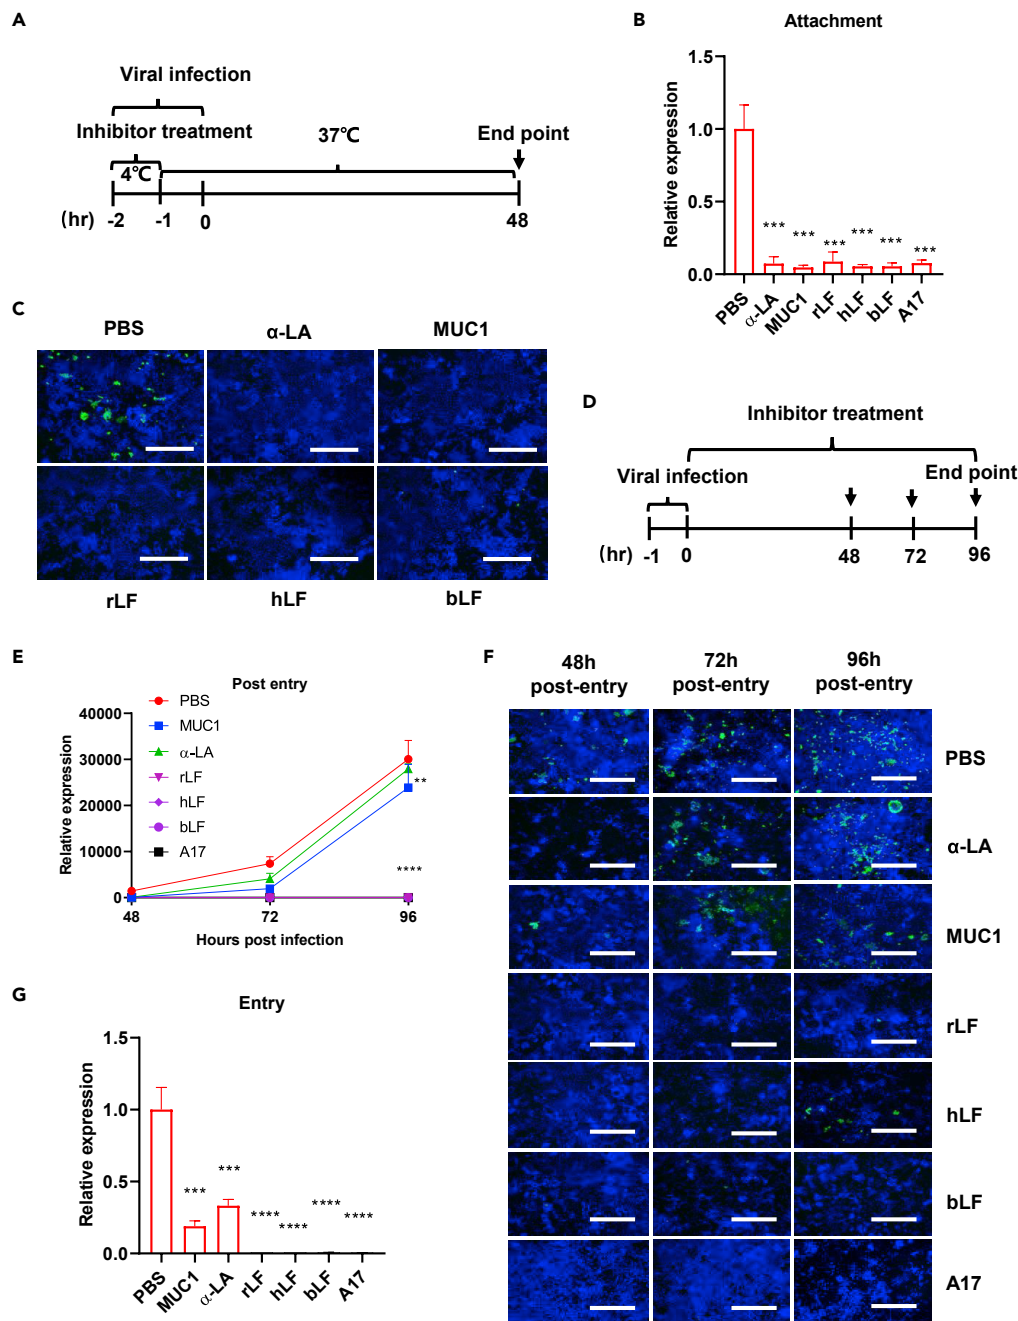 A
Viral infection
Inhibitor treatment
37℃
End point
4℃
(hr) -2 -1 0 48
B
Attachment
Relative expression
1.5
1.0
0.5
0.0
***
***
***
***
***
***
PBS α-LA MUC1 rLF hLF bLF A17
C
PBS α-LA MUC1
rLF hLF bLF
D
Inhibitor treatment
Viral infection
End point
(hr) -1 0 48 72 96
E
Post entry
PBS
MUC1
α-LA
rLF
hLF
bLF
A17
Relative expression
40000
30000
20000
10000
0
**
****
48 72 96
Hours post infection
F
48h post-entry
72h post-entry
96h post-entry
PBS
α-LA
MUC1
rLF
hLF
bLF
A17
G
Entry
Relative expression
1.5
1.0
0.5
0.0
***
***
****
****
****
****
PBS MUC1 α-LA rLF hLF bLF A17